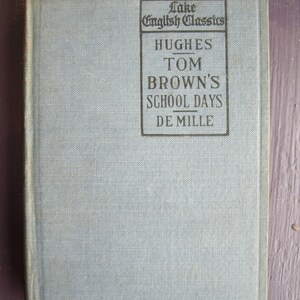 Lake
English Classics
HUGHES
TOM
BROWN'S
SCHOOL DAYS
DE MILLE